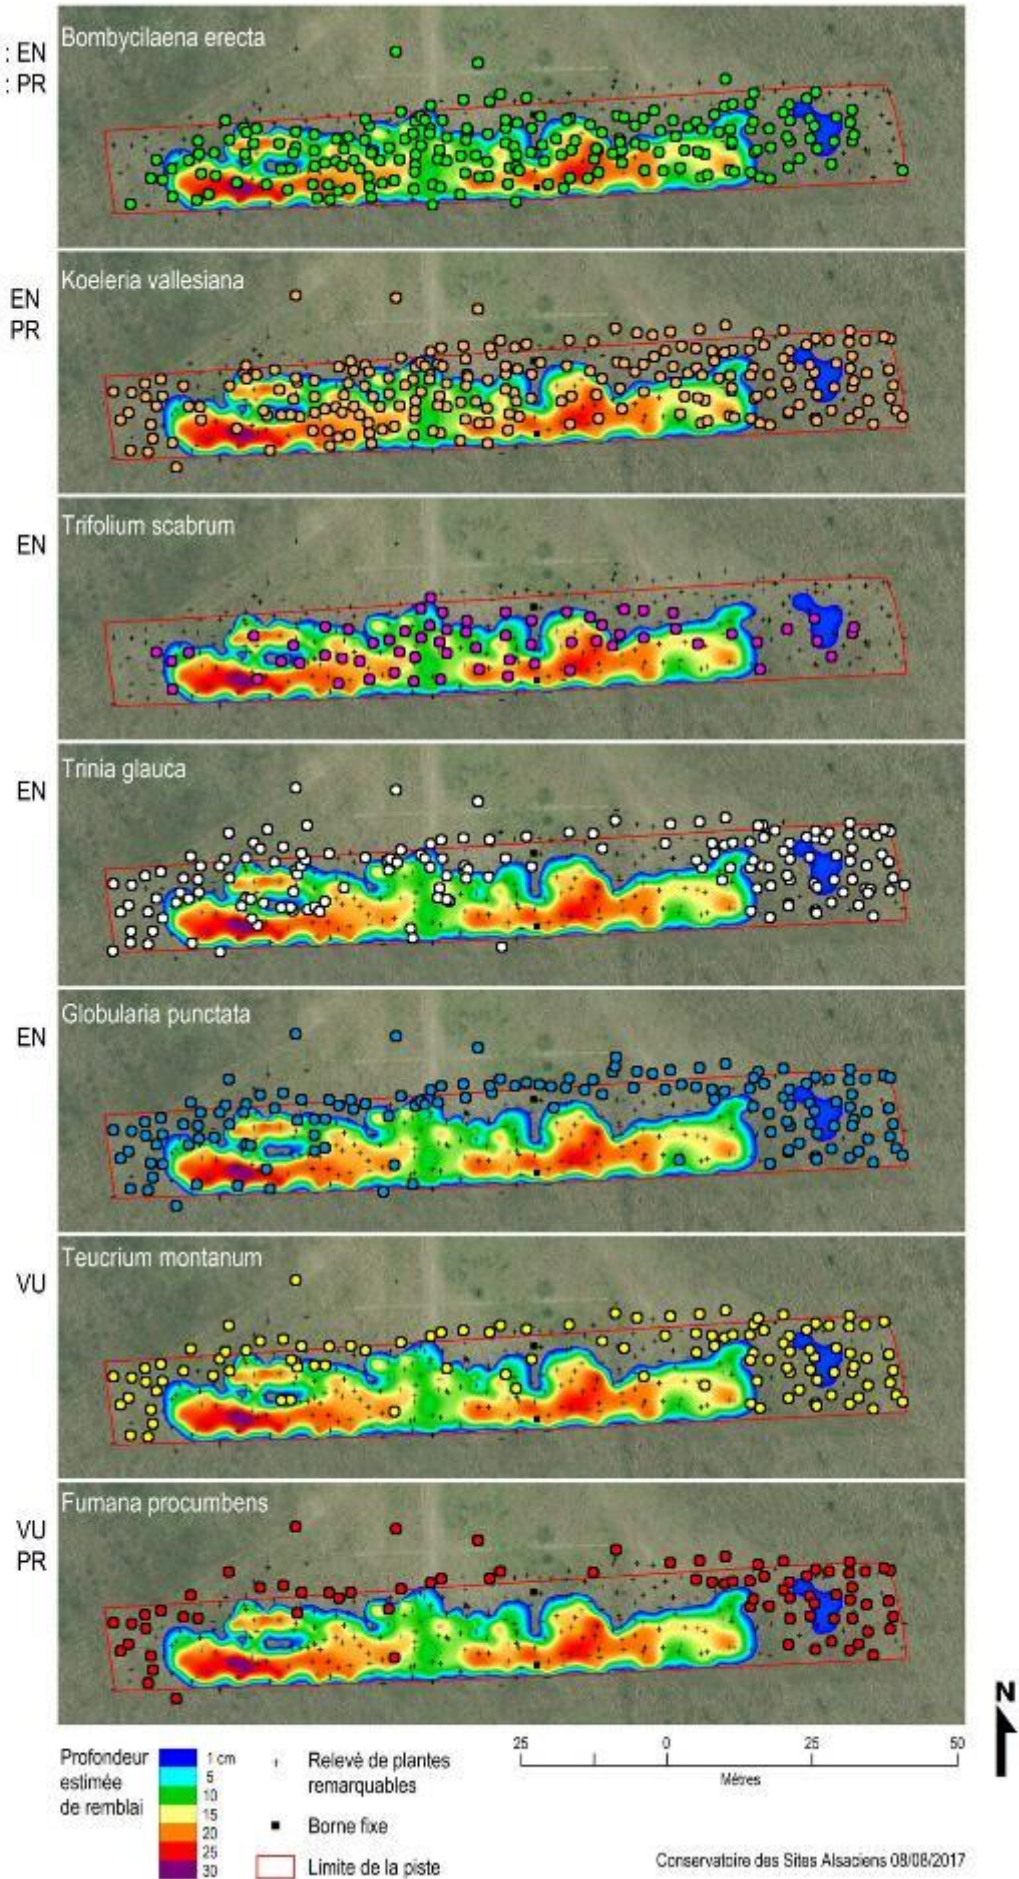 Bombycilaena erecta
: EN
: PR
Koeleria vallesiana
EN
PR
Trifolium scabrum
EN
Trinia glauca
EN
Globularia punctata
EN
Teucrium montanum
VU
Fumana procumbens
VU
PR
N
Profondeur
estimée
de remblai
1 cm
5
10
15
20
25
30
Relevé de plantes
remarquables
Borne fixe
Limite de la piste
25 0 25 50
Mètres
Conservatoire des Sites Alsaciens 08/08/2017